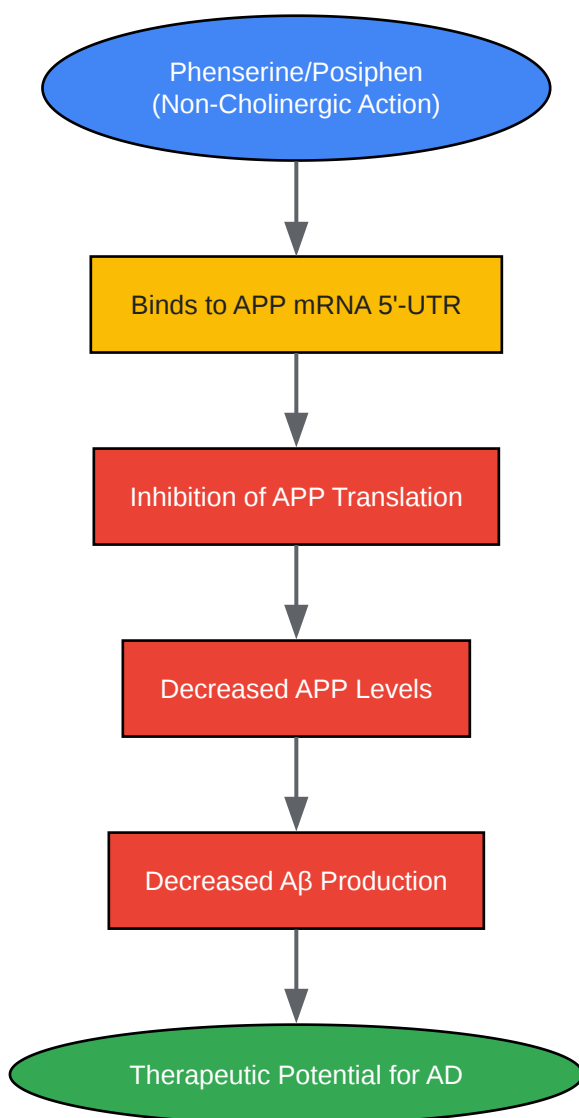 Phenserine/Posiphen
(Non-Cholinergic Action)
Binds to APP mRNA 5'-UTR
Inhibition of APP Translation
Decreased APP Levels
Decreased Aβ Production
Therapeutic Potential for AD